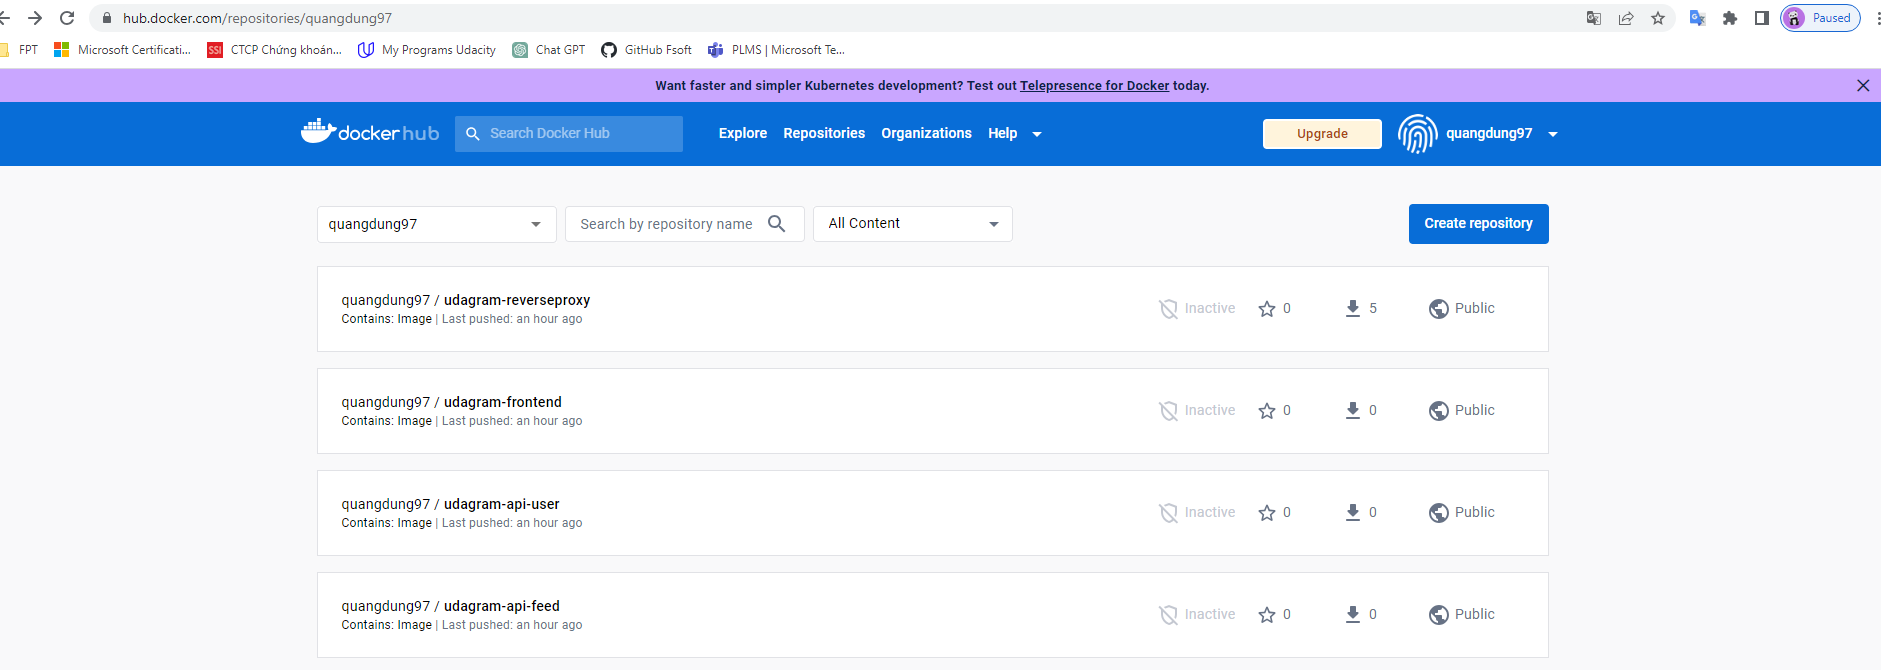 hub.docker.com/repositories/quangdung97
Paused
FPT Microsoft Certificati... SSI CTCP Chứng khoán... My Programs Udacity Chat GPT GitHub Fsoft PLMS | Microsoft Te...
Want faster and simpler Kubernetes development? Test out Telepresence for Docker today.
dockerhub Search Docker Hub Explore Repositories Organizations Help Upgrade quangdung97
quangdung97 Search by repository name All Content Create repository
quangdung97 / udagram-reverseproxy
Contains: Image | Last pushed: an hour ago
Inactive 0 5 Public
quangdung97 / udagram-frontend
Contains: Image | Last pushed: an hour ago
Inactive 0 0 Public
quangdung97 / udagram-api-user
Contains: Image | Last pushed: an hour ago
Inactive 0 0 Public
quangdung97 / udagram-api-feed
Contains: Image | Last pushed: an hour ago
Inactive 0 0 Public